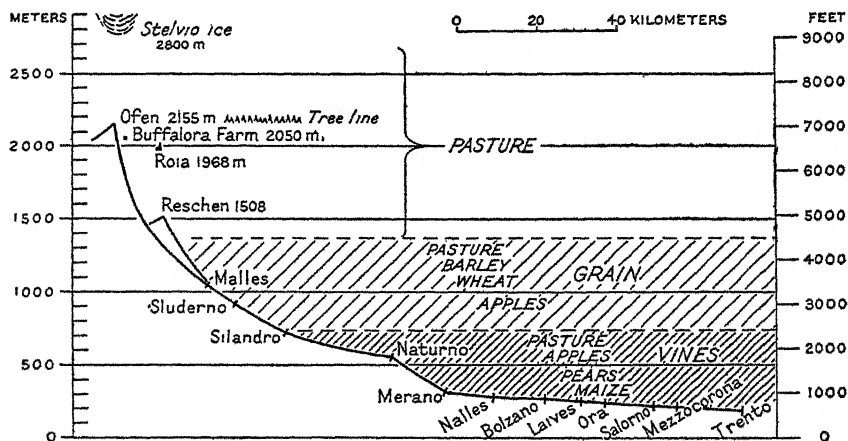 METERS
Stelvio ice
2800 m
0 20 40 KILOMETERS
FEET
9000
2500
8000
Ofen 2155 m Tree line
7000
Buffalora Farm 2050 m.
2000
PASTURE
Roia 1968 m
6000
Reschen 1508
1500
5000
PASTURE
BARLEY
WHEAT
GRAIN
4000
Malles
1000
Sluderno
APPLES
3000
Silandro
PASTURE
APPLES
VINES
Naturno
2000
500
PEARS
MAIZE
Merano
1000
Nalles
Bolzano
Laives
Ora
Salorno
Mezzocorona
Trento
0
0